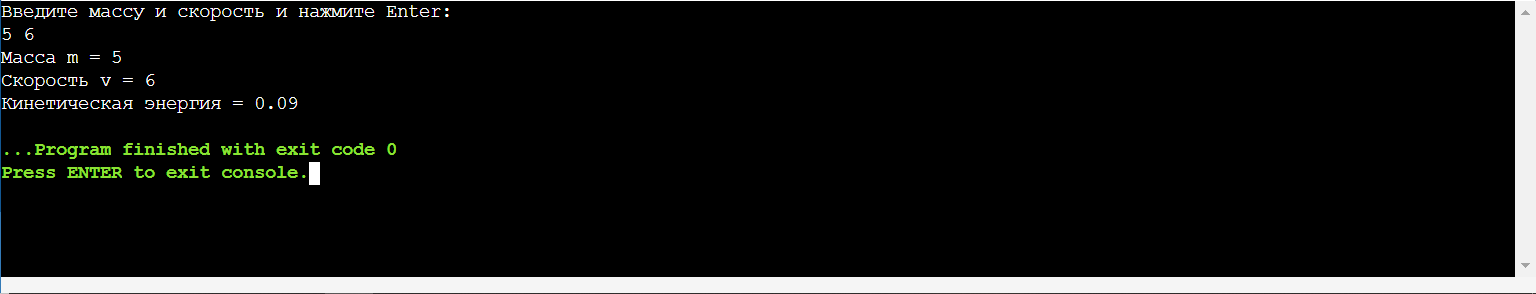 Введите массу и скорость и нажмите Enter:
5 6
Масса m = 5
Скорость v = 6
Кинетическая энергия = 0.09
...Program finished with exit code 0
Press ENTER to exit console.